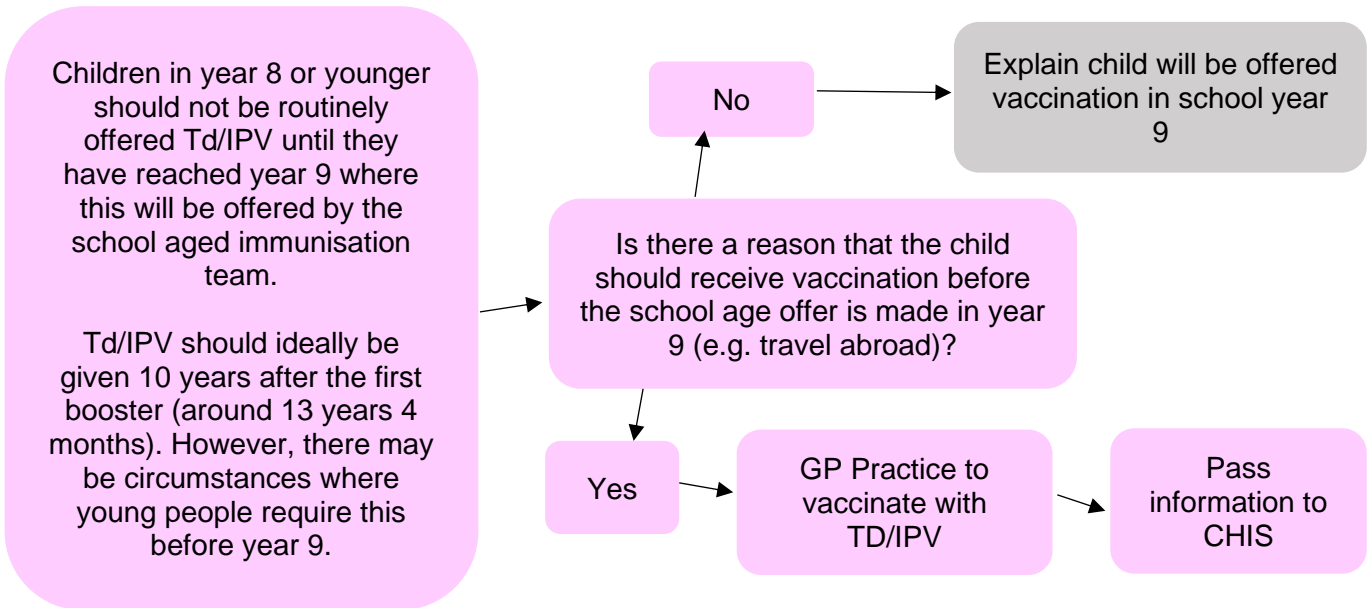 Children in year 8 or younger
should not be routinely
offered Td/IPV until they
have reached year 9 where
this will be offered by the
school aged immunisation
team.
Td/IPV should ideally be
given 10 years after the first
booster (around 13 years 4
months). However, there may
be circumstances where
young people require this
before year 9.
Is there a reason that the child
should receive vaccination before
the school age offer is made in year
9 (e.g. travel abroad)?
No
Explain child will be offered
vaccination in school year
9
Yes
GP Practice to
vaccinate with
TD/IPV
Pass
information to
CHIS